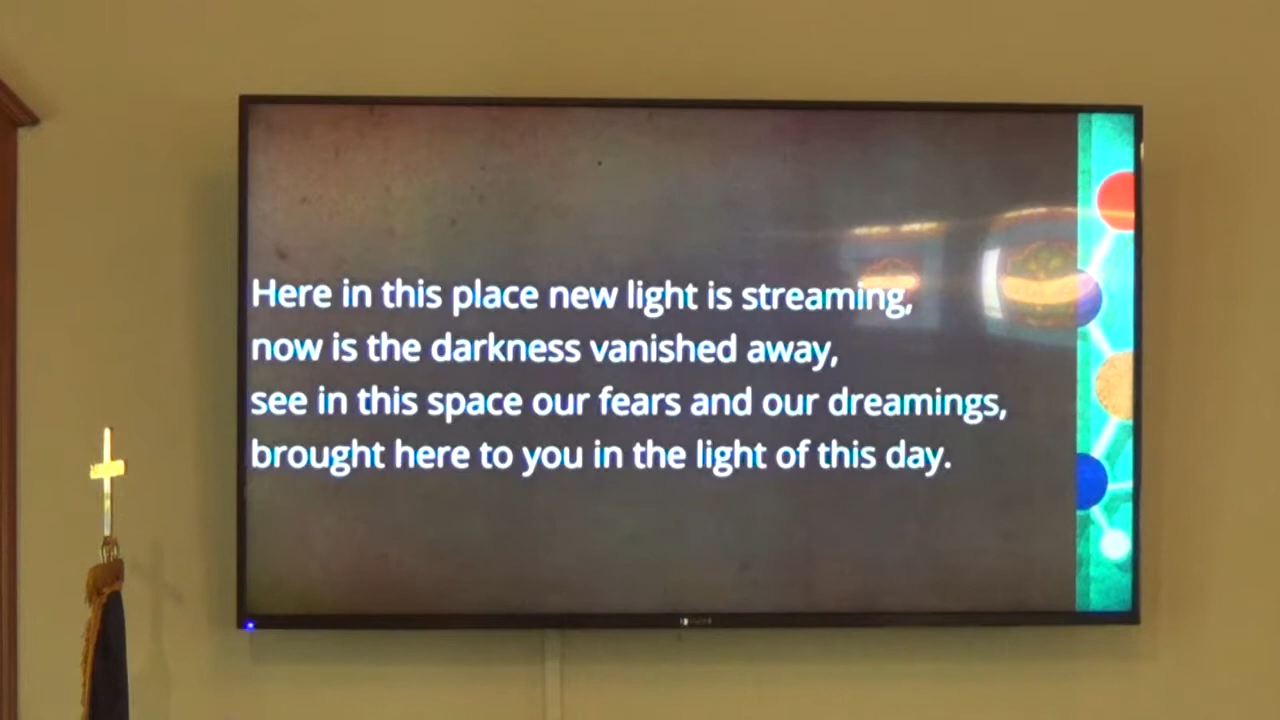 Here in this place new light is streaming,
now is the darkness vanished away,
see in this space our fears and our dreamings,
brought here to you in the light of this day.